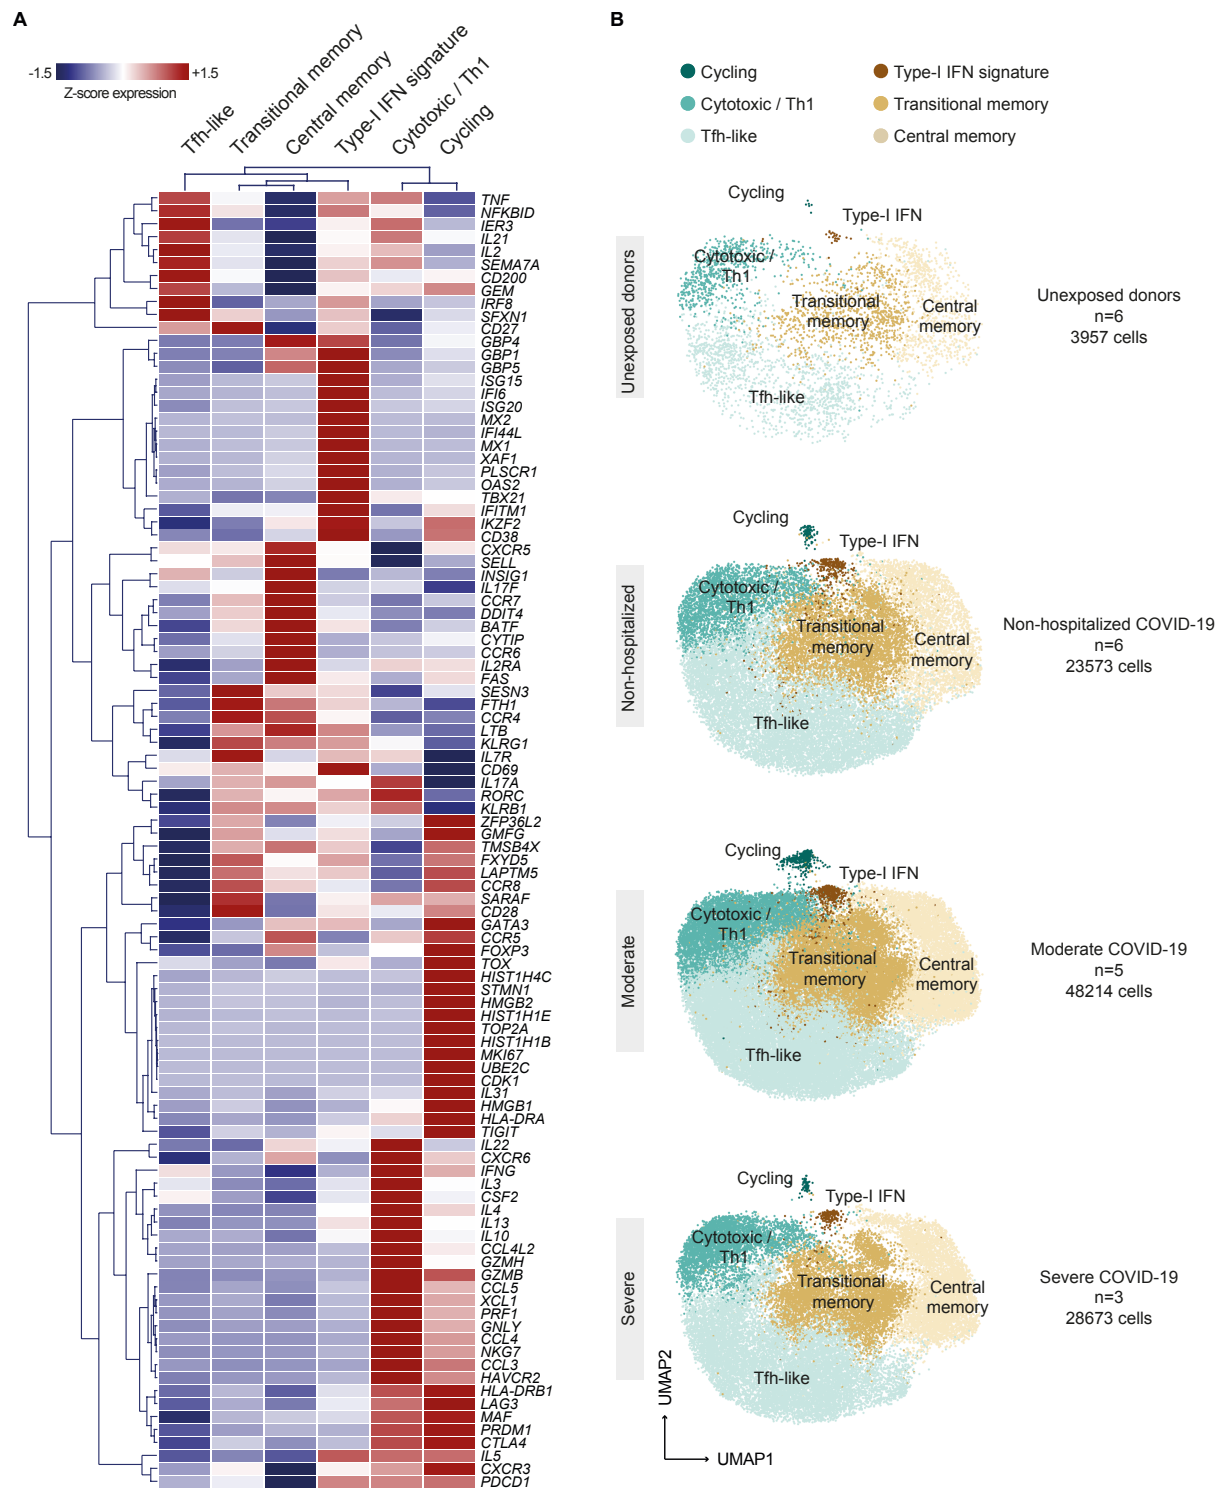 A
-1.5
+1.5
Z-score expression
Tfh-like
Transitional memory
Central memory
Type-I IFN signature
Cytotoxic / Th1
Cycling
TNF
NFKBID
IER3
IL21
IL2
SEMA7A
CD200
GEM
IRF8
SFXN1
CD27
GBP4
GBP1
GBP5
ISG15
IFI6
ISG20
MX2
IFI44L
MX1
XAF1
PLSCR1
OAS2
TBX21
IFITM1
IKZF2
CD38
CXCR5
SELL
INSIG1
IL17F
CCR7
DDIT4
BATF
CYTIP
CCR6
IL2RA
FAS
SESN3
FTH1
CCR4
LTB
KLRG1
IL7R
CD69
IL17A
RORC
KLRB1
ZFP36L2
GMFG
TMSB4X
FXYD5
LAPTM5
CCR8
SARAF
CD28
GATA3
CCR5
FOXP3
TOX
HIST1H4C
STMN1
HMGB2
HIST1H1E
TOP2A
HIST1H1B
MKI67
UBE2C
CDK1
IL31
HMGB1
HLA-DRA
TIGIT
IL22
CXCR6
IFNG
IL3
CSF2
IL4
IL13
IL10
CCL4L2
GZMH
GZMB
CCL5
XCL1
PRF1
GNLY
CCL4
NKG7
CCL3
HAVCR2
HLA-DRB1
LAG3
MAF
PRDM1
CTLA4
IL5
CXCR3
PDCD1
B
Cycling
Type-I IFN signature
Cytotoxic / Th1
Transitional memory
Tfh-like
Central memory
Unexposed donors
Cycling
Type-I IFN
Cytotoxic /
Th1
Transitional
memory
Central
memory
Tfh-like
Unexposed donors
n=6
3957 cells
Non-hospitalized
Cycling
Type-I IFN
Cytotoxic /
Th1
Transitional
memory
Central
memory
Tfh-like
Non-hospitalized COVID-19
n=6
23573 cells
Moderate
Cycling
Type-I IFN
Cytotoxic /
Th1
Transitional
memory
Central
memory
Tfh-like
Moderate COVID-19
n=5
48214 cells
Severe
Cycling
Type-I IFN
Cytotoxic /
Th1
Transitional
memory
Central
memory
Tfh-like
Severe COVID-19
n=3
28673 cells
UMAP2
UMAP1